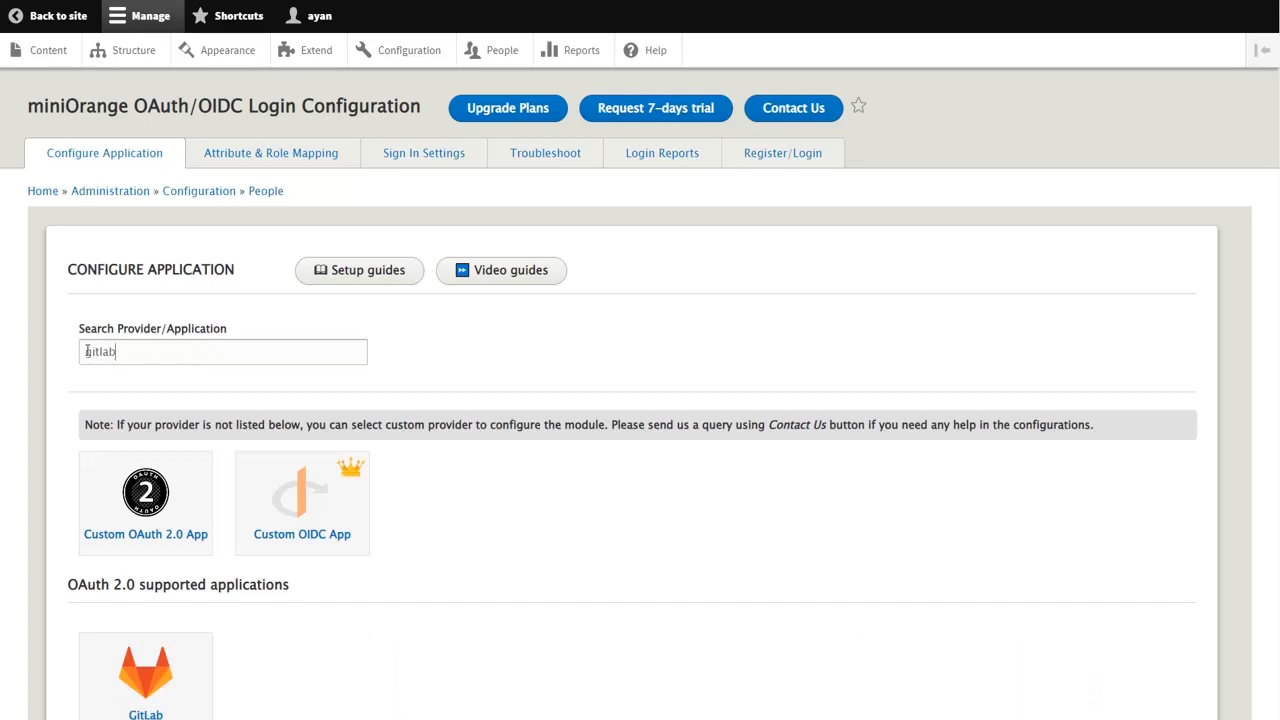 Back to site Manage Shortcuts ayan
Content Structure Appearance Extend Configuration People Reports Help
miniOrange OAuth/OIDC Login Configuration Upgrade Plans Request 7-days trial Contact Us
Configure Application Attribute & Role Mapping Sign In Settings Troubleshoot Login Reports Register/Login
Home » Administration » Configuration » People
CONFIGURE APPLICATION Setup guides Video guides
Search Provider/Application
gitlab
Note: If your provider is not listed below, you can select custom provider to configure the module. Please send us a query using Contact Us button if you need any help in the configurations.
OAUTH
2
OAUTH
Custom OAuth 2.0 App Custom OIDC App
OAuth 2.0 supported applications
GitLab